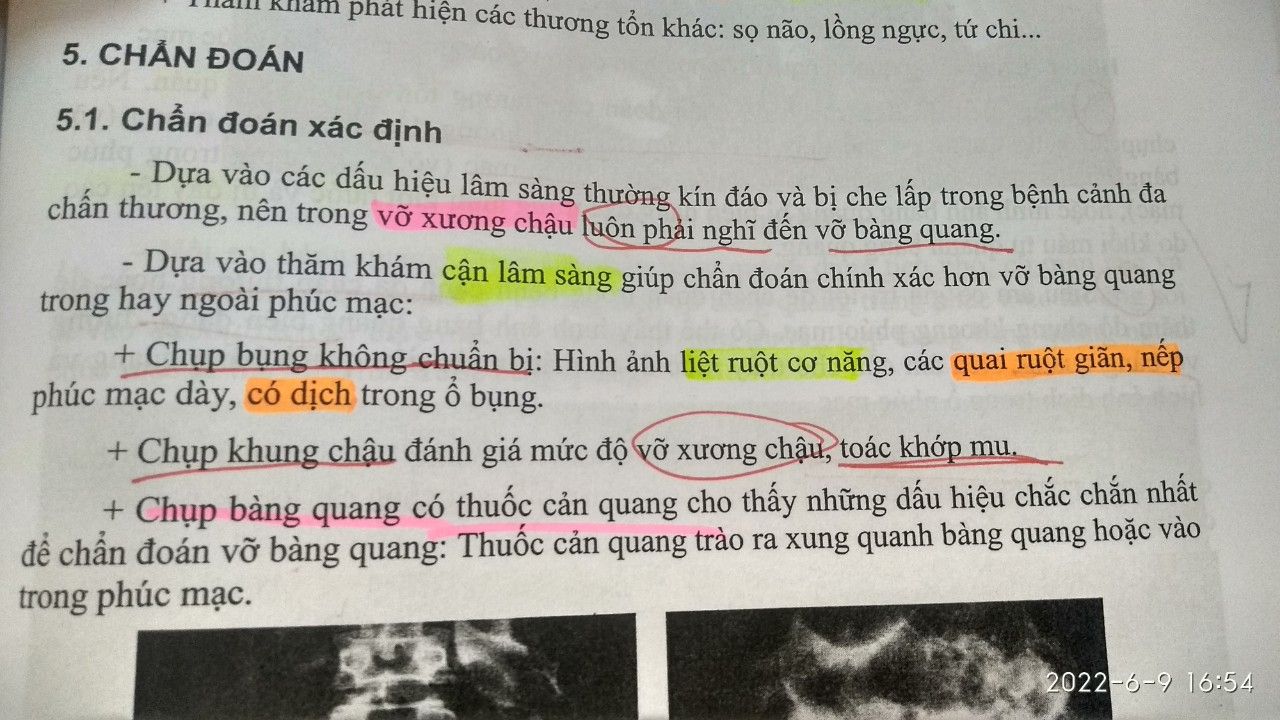 + Thăm khám phát hiện các thương tổn khác: sọ não, lồng ngực, tứ chi...
5. CHẨN ĐOÁN
5.1. Chẩn đoán xác định
- Dựa vào các dấu hiệu lâm sàng thường kín đáo và bị che lấp trong bệnh cảnh đa
chấn thương, nên trong vỡ xương chậu luôn phải nghĩ đến vỡ bàng quang.
- Dựa vào thăm khám cận lâm sàng giúp chẩn đoán chính xác hơn vỡ bàng quang
trong hay ngoài phúc mạc:
+ Chụp bụng không chuẩn bị: Hình ảnh liệt ruột cơ năng, các quai ruột giãn, nếp
phúc mạc dày, có dịch trong ổ bụng.
+ Chụp khung chậu đánh giá mức độ vỡ xương chậu, toác khớp mu.
+ Chụp bàng quang có thuốc cản quang cho thấy những dấu hiệu chắc chắn nhất
để chẩn đoán vỡ bàng quang: Thuốc cản quang trào ra xung quanh bàng quang hoặc vào
trong phúc mạc.
2022-6-9 16:54